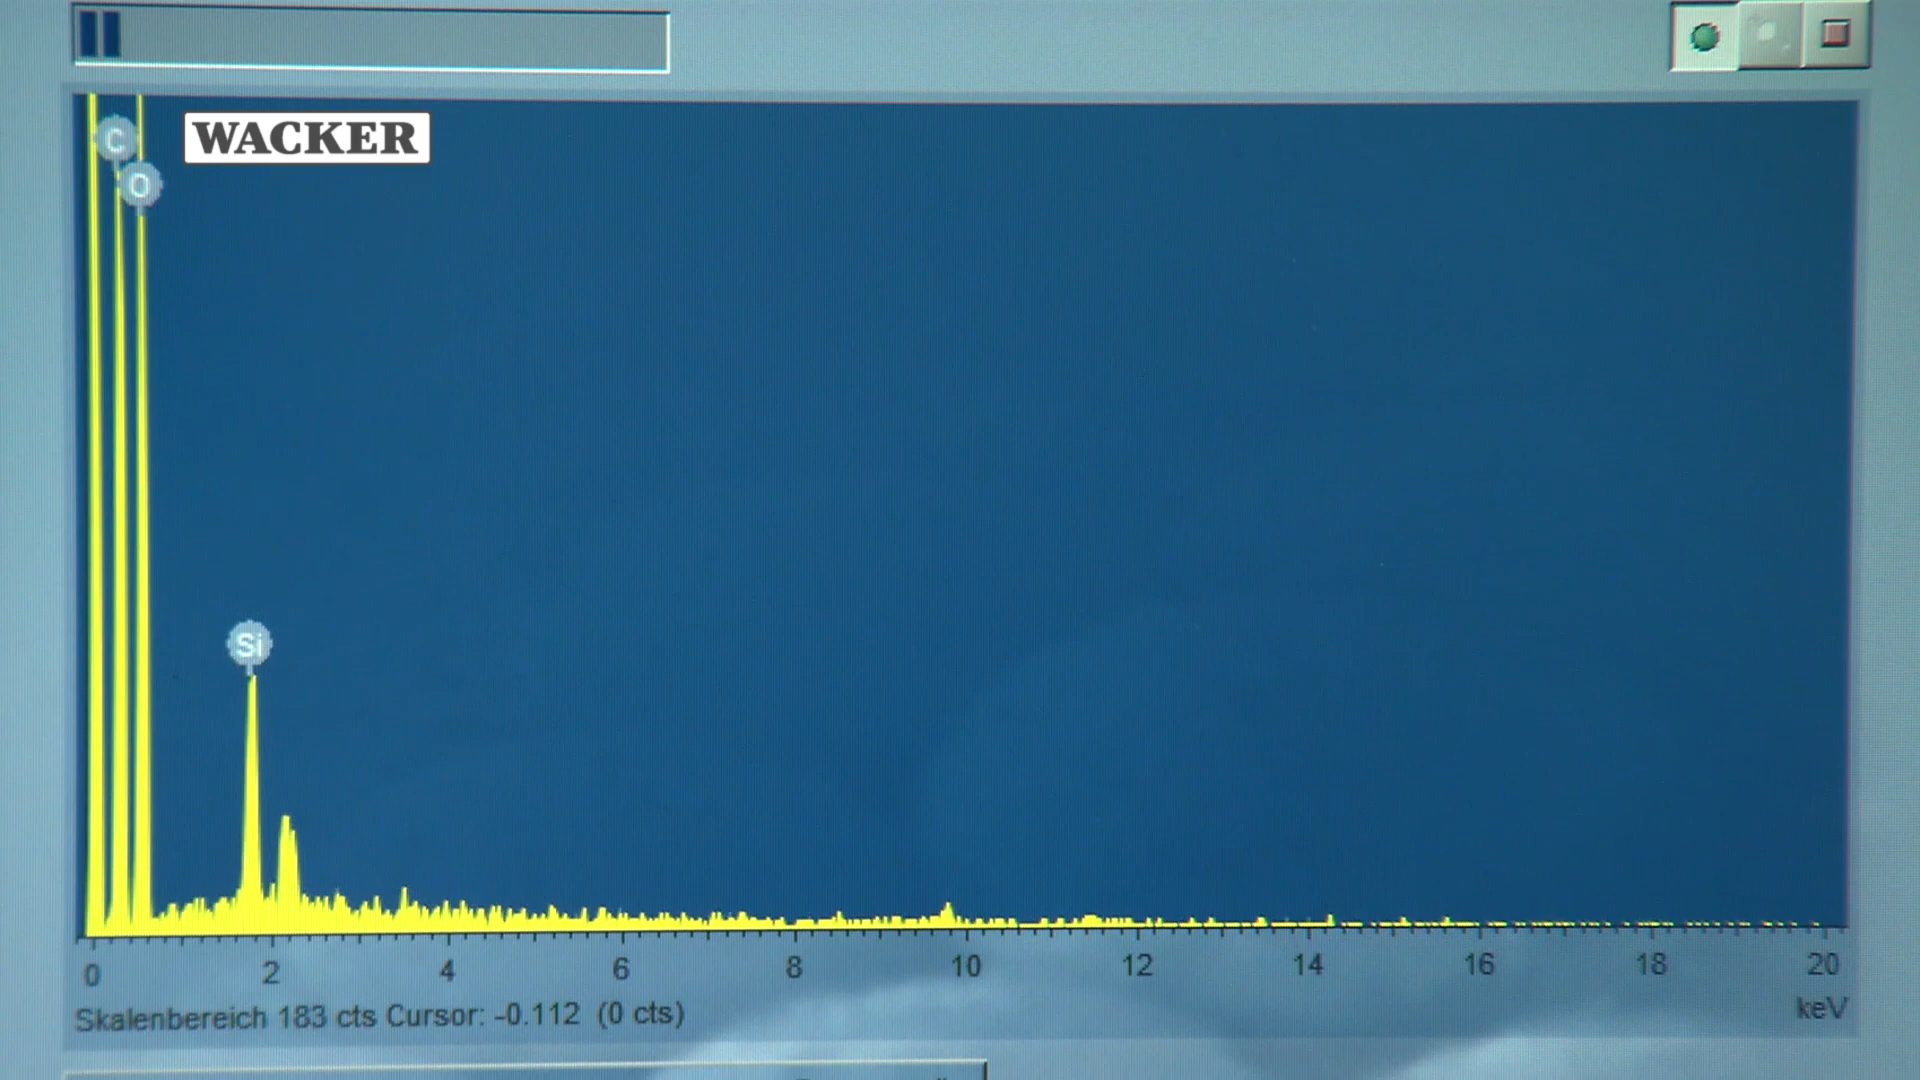 WACKER
C
O
Si
0 2 4 6 8 10 12 14 16 18 20
Skalenbereich 183 cts Cursor: -0.112 (0 cts)
keV